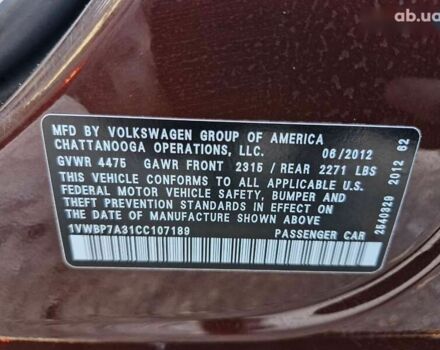 ab.ua
MFD BY VOLKSWAGEN GROUP OF AMERICA
CHATTANOOGA OPERATIONS, LLC. 06/2012
GVWR 4475 GAWR FRONT 2315 / REAR 2271 LBS
THIS VEHICLE CONFORMS TO ALL APPLICABLE U.S.
FEDERAL MOTOR VEHICLE SAFETY, BUMPER AND
THEFT PREVENTION STANDARDS IN EFFECT ON THE
DATE OF MANUFACTURE SHOWN ABOVE.
1VWBP7A31CC107189 PASSENGER CAR
2540329 2012 62